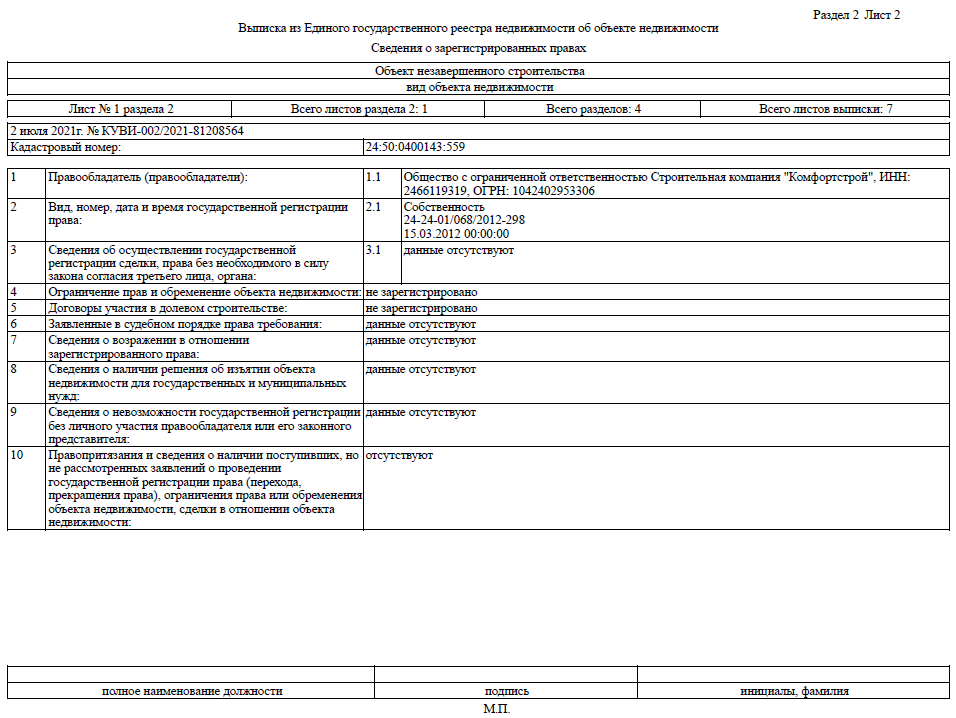 Раздел 2 Лист 2
Выписка из Единого государственного реестра недвижимости об объекте недвижимости
Сведения о зарегистрированных правах
Объект незавершенного строительства
вид объекта недвижимости
Лист № 1 раздела 2 Всего листов раздела 2: 1 Всего разделов: 4 Всего листов выписки: 7
2 июля 2021г. № КУВИ-002/2021-81208564
Кадастровый номер: 24:50:0400143:559
1 Правообладатель (правообладатели): 1.1 Общество с ограниченной ответственностью Строительная компания "Комфортстрой", ИНН:
2466119319, ОГРН: 1042402953306
2 Вид, номер, дата и время государственной регистрации 2.1 Собственность
права: 24-24-01/068/2012-298
15.03.2012 00:00:00
3 Сведения об осуществлении государственной 3.1 данные отсутствуют
регистрации сделки, права без необходимого в силу
закона согласия третьего лица, органа:
4 Ограничение прав и обременение объекта недвижимости: не зарегистрировано
5 Договоры участия в долевом строительстве: не зарегистрировано
6 Заявленные в судебном порядке права требования: данные отсутствуют
7 Сведения о возражении в отношении данные отсутствуют
зарегистрированного права:
8 Сведения о наличии решения об изъятии объекта данные отсутствуют
недвижимости для государственных и муниципальных
нужд:
9 Сведения о невозможности государственной регистрации данные отсутствуют
без личного участия правообладателя или его законного
представителя:
10 Правопритязания и сведения о наличии поступивших, но отсутствуют
не рассмотренных заявлений о проведении
государственной регистрации права (перехода,
прекращения права), ограничения права или обременения
объекта недвижимости, сделки в отношении объекта
недвижимости:
полное наименование должности подпись инициалы, фамилия
М.П.